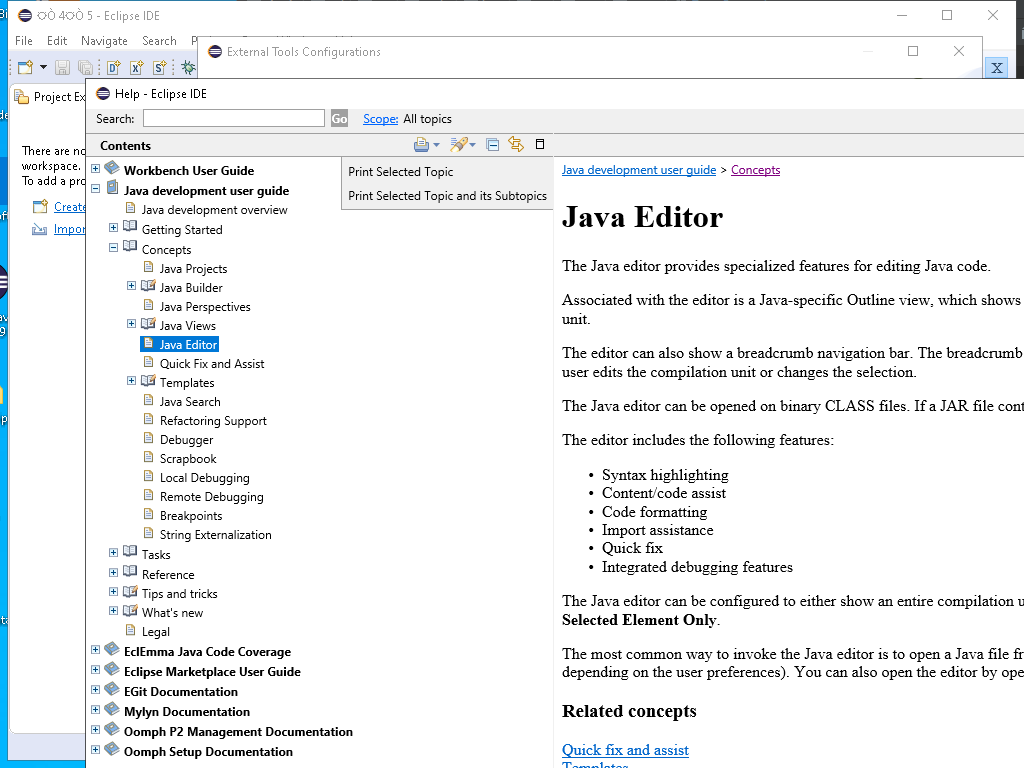 - Eclipse IDE
File Edit Navigate Search
External Tools Configurations
X
Help - Eclipse IDE
Project Ex
Search:
Go
Scope: All topics
Contents
There are no
workspace.
To add a pro
Create
Impor
Workbench User Guide
Java development user guide
Java development overview
Getting Started
Concepts
Java Projects
Java Builder
Java Perspectives
Java Views
Java Editor
Quick Fix and Assist
Templates
Java Search
Refactoring Support
Debugger
Scrapbook
Local Debugging
Remote Debugging
Breakpoints
String Externalization
Tasks
Reference
Tips and tricks
What's new
Legal
EclEmma Java Code Coverage
Eclipse Marketplace User Guide
EGit Documentation
Mylyn Documentation
Oomph P2 Management Documentation
Oomph Setup Documentation
Print Selected Topic
Print Selected Topic and its Subtopics
Java development user guide > Concepts
Java Editor
The Java editor provides specialized features for editing Java code.
Associated with the editor is a Java-specific Outline view, which shows
unit.
The editor can also show a breadcrumb navigation bar. The breadcrumb
user edits the compilation unit or changes the selection.
The Java editor can be opened on binary CLASS files. If a JAR file cont
The editor includes the following features:
• Syntax highlighting
• Content/code assist
• Code formatting
• Import assistance
• Quick fix
• Integrated debugging features
The Java editor can be configured to either show an entire compilation u
Selected Element Only.
The most common way to invoke the Java editor is to open a Java file fr
depending on the user preferences). You can also open the editor by ope
Related concepts
Quick fix and assist
Templates